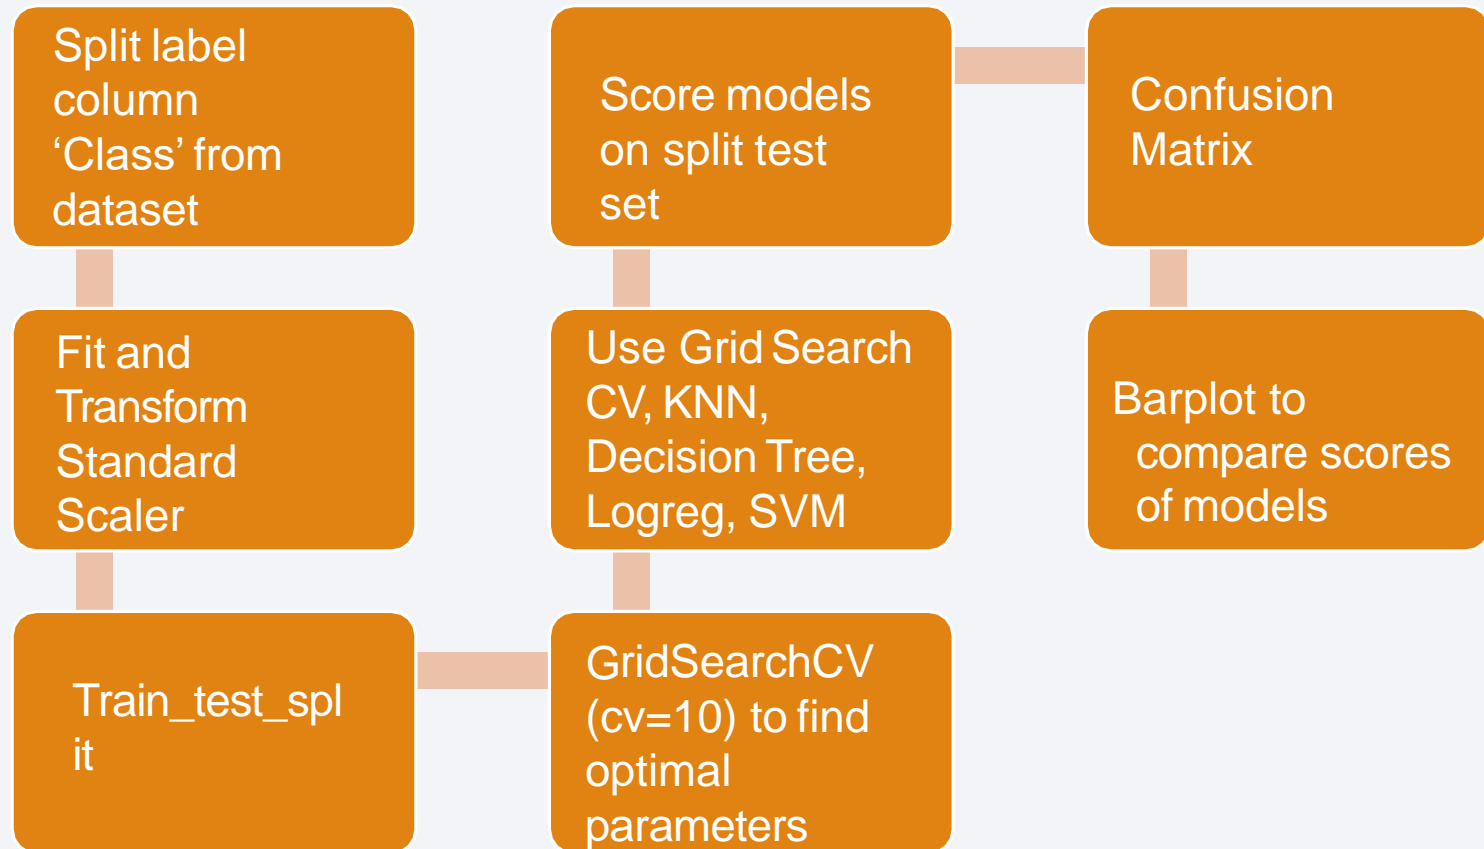 Split label
column
‘Class’ from
dataset
Fit and
Transform
Standard
Scaler
Train_test_spl
it
GridSearchCV
(cv=10) to find
optimal
parameters
Use Grid Search
CV, KNN,
Decision Tree,
Logreg, SVM
Score models
on split test
set
Confusion
Matrix
Barplot to
compare scores
of models